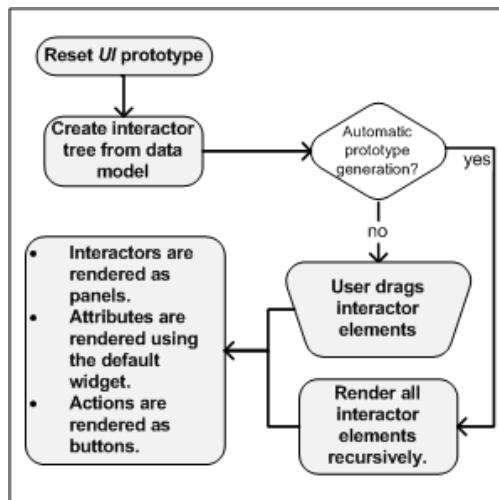 Reset UI prototype
Create interactor
tree from data
model
Automatic
prototype
generation?
yes
no
User drags
interactor
elements
Render all
interactor
elements
recursively.
• Interactors are
rendered as
panels.
• Attributes are
rendered using
the default
widget.
• Actions are
rendered as
buttons.